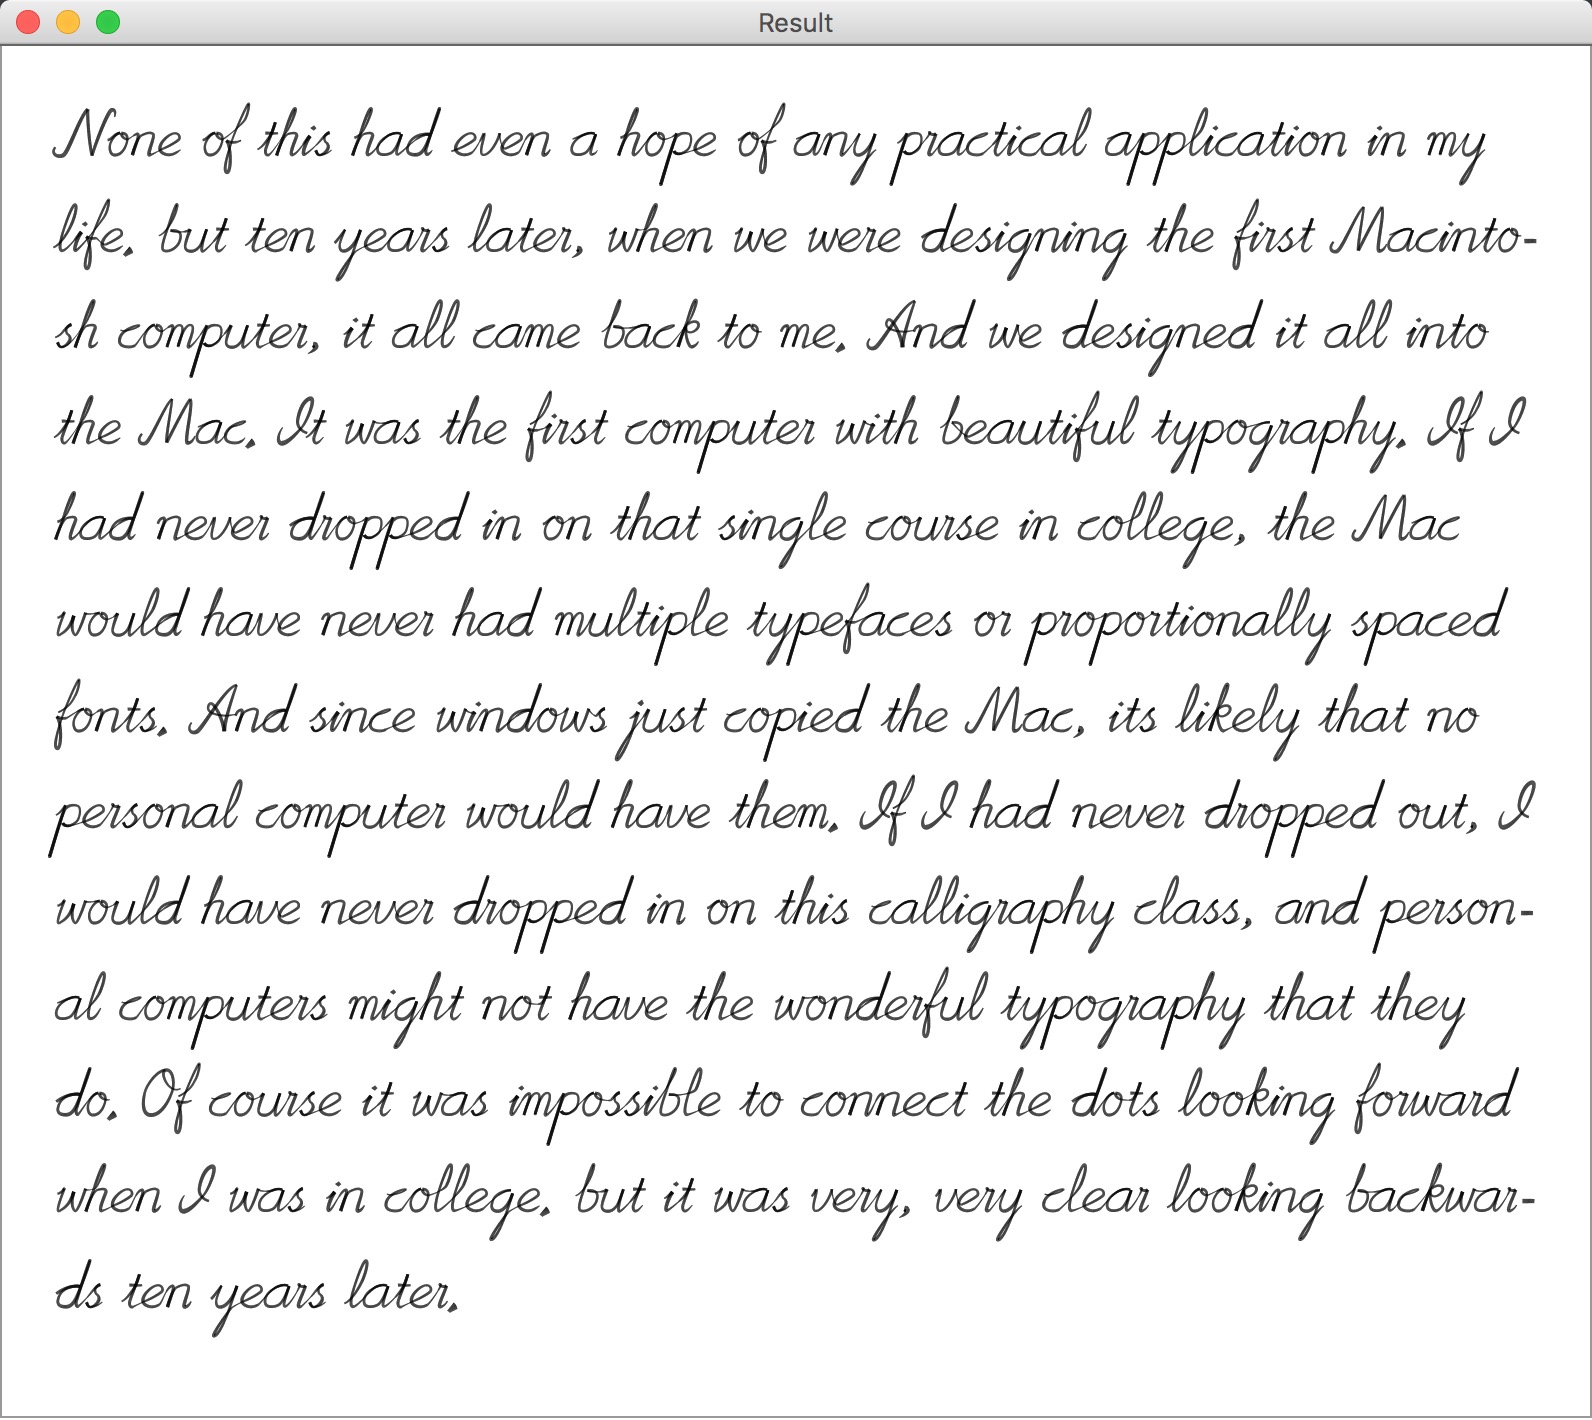 Result
None of this had even a hope of any practical application in my
life. but ten years later, when we were designing the first Macinto-
sh computer, it all came back to me. And we designed it all into
the Mac. It was the first computer with beautiful typography. If I
had never dropped in on that single course in college, the Mac
would have never had multiple typefaces or proportionally spaced
fonts. And since windows just copied the Mac, its likely that no
personal computer would have them. If I had never dropped out, I
would have never dropped in on this calligraphy class, and person-
al computers might not have the wonderful typography that they
do. Of course it was impossible to connect the dots looking forward
when I was in college. but it was very, very clear looking backwar-
ds ten years later.